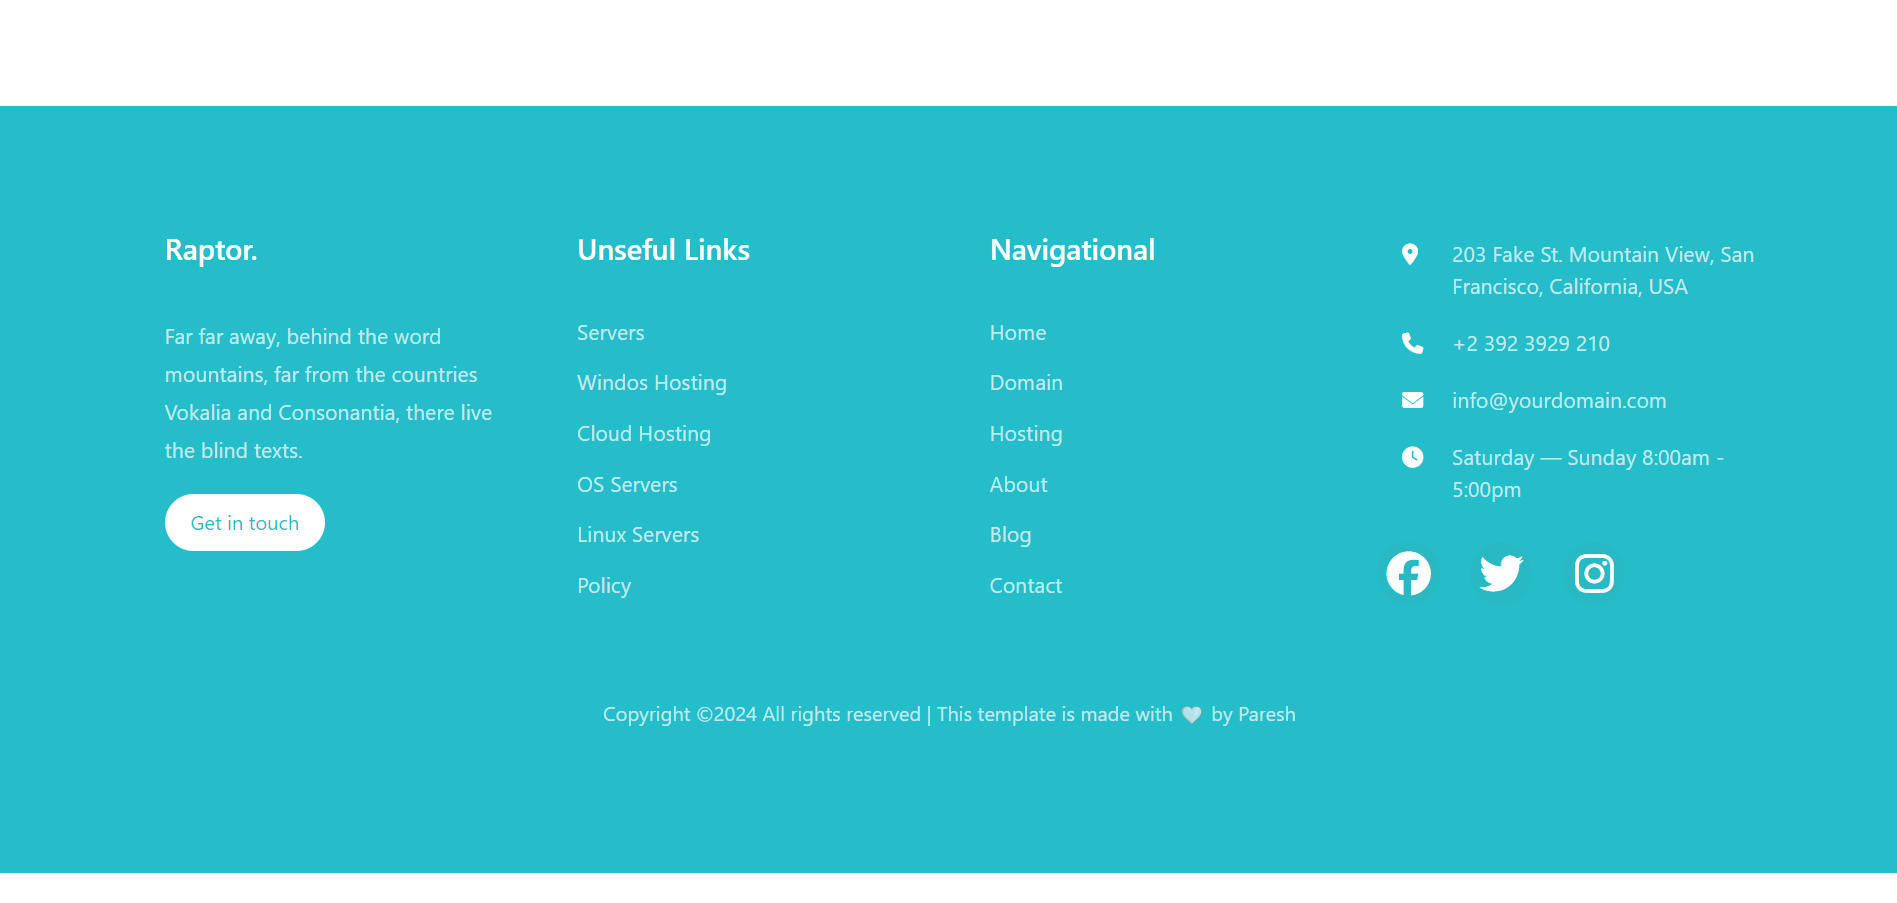 Raptor.
Far far away, behind the word
mountains, far from the countries
Vokalia and Consonantia, there live
the blind texts.
Get in touch
Unseful Links
Servers
Windos Hosting
Cloud Hosting
OS Servers
Linux Servers
Policy
Navigational
Home
Domain
Hosting
About
Blog
Contact
203 Fake St. Mountain View, San
Francisco, California, USA
+2 392 3929 210
info@yourdomain.com
Saturday — Sunday 8:00am -
5:00pm
Copyright ©2024 All rights reserved | This template is made with 🤍 by Paresh